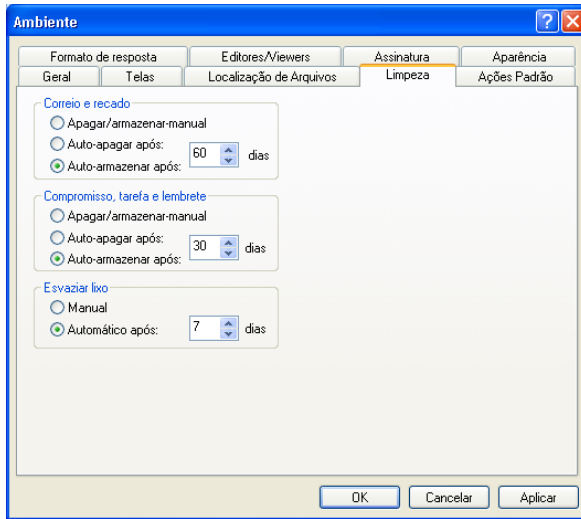 Ambiente
Formato de resposta Editores/Viewers Assinatura Aparência
Geral Telas Localização de Arquivos Limpeza Ações Padrão
Correio e recado
Apagar/armazenar-manual
Auto-apagar após:
60 dias
Auto-armazenar após:
Compromisso, tarefa e lembrete
Apagar/armazenar-manual
Auto-apagar após:
30 dias
Auto-armazenar após:
Esvaziar lixo
Manual
Automático após: 7 dias
OK Cancelar Aplicar